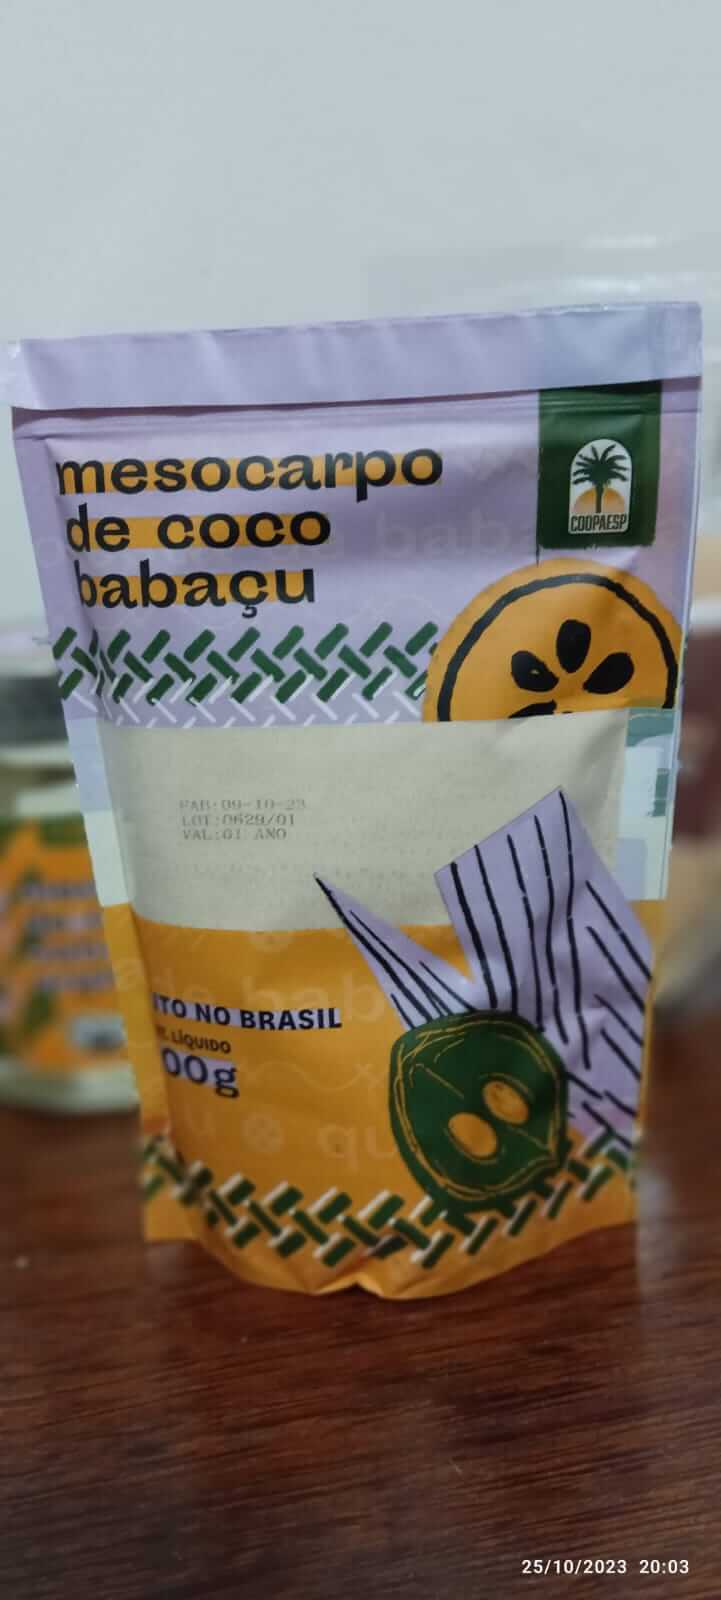 mesocarpo
de coco
babaçu
COOPAESP
FAB:09-10-23
LOT:0629/01
VAL:01 ANO
NO BRASIL
LÍQUIDO
25/10/2023 20:03